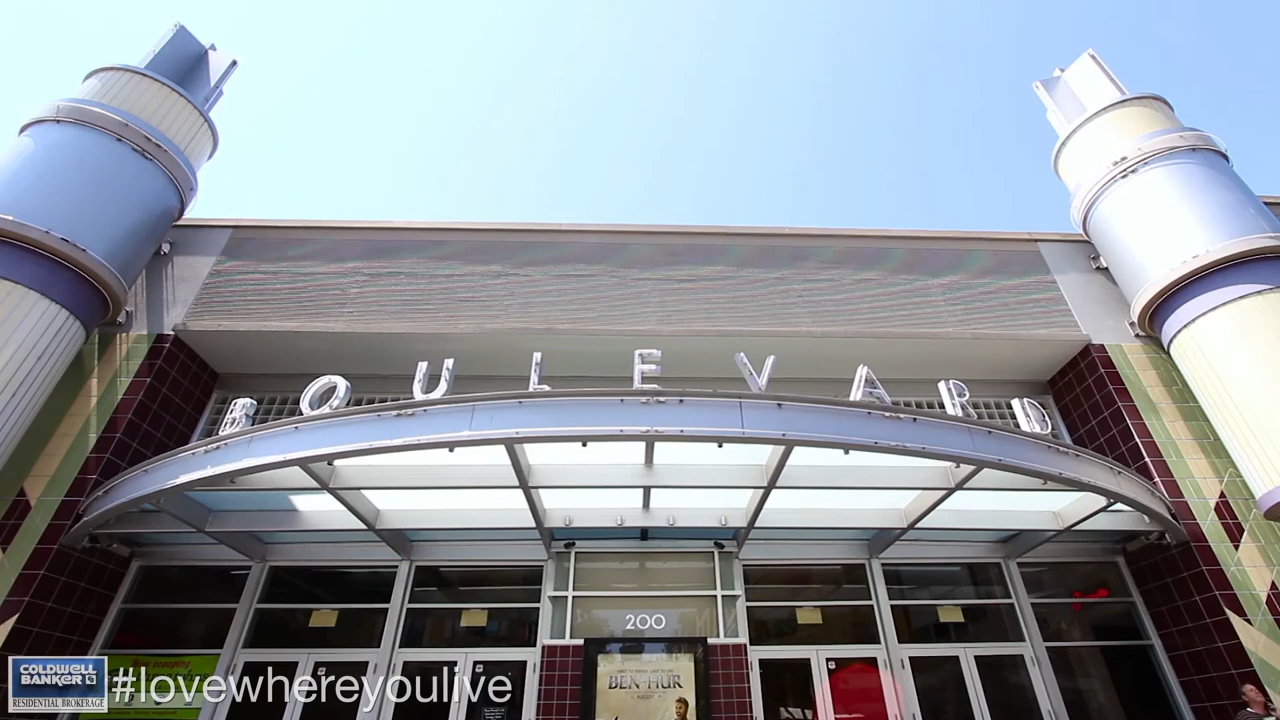 BOULEVARD
200
BEN-HUR
COLDWELL
BANKER
RESIDENTIAL BROKERAGE
#lovewhereyoulive